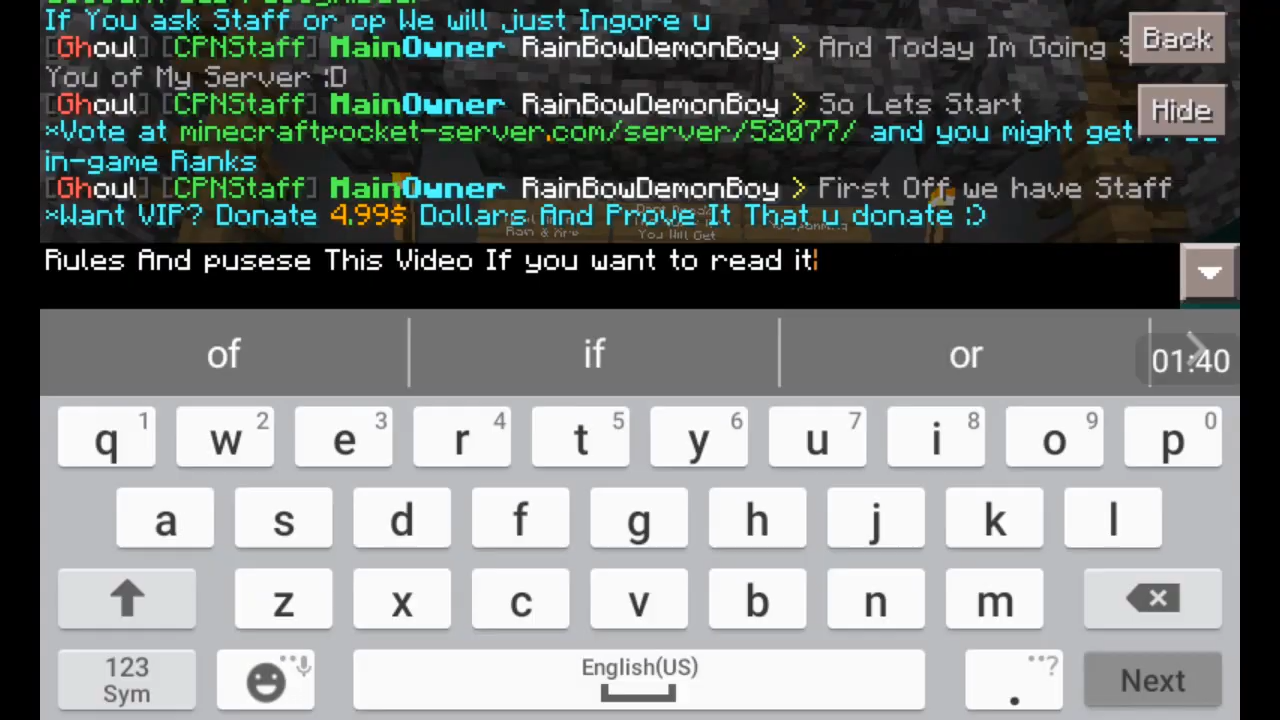 If You ask Staff or op We will just Ingore u
[Ghoul] [CPNStaff] MainOwner RainBowDemonBoy > And Today Im Going S
You of My Server :D
[Ghoul] [CPNStaff] MainOwner RainBowDemonBoy > So Lets Start
*Vote at minecraftpocket-server.com/server/52077/ and you might get
in-game Ranks
[Ghoul] [CPNStaff] MainOwner RainBowDemonBoy > First Off we have Staff
*Want VIP? Donate 4.99$ Dollars And Prove It That u donate :)
You Will Get
Rules And pusese This Video If you want to read it
Back
Hide
of if or
01:40
q 1 w 2 e 3 r 4 t 5 y 6 u 7 i 8 o 9 p 0
a s d f g h j k l
z x c v b n m
123 English(US) ?
Sym . Next